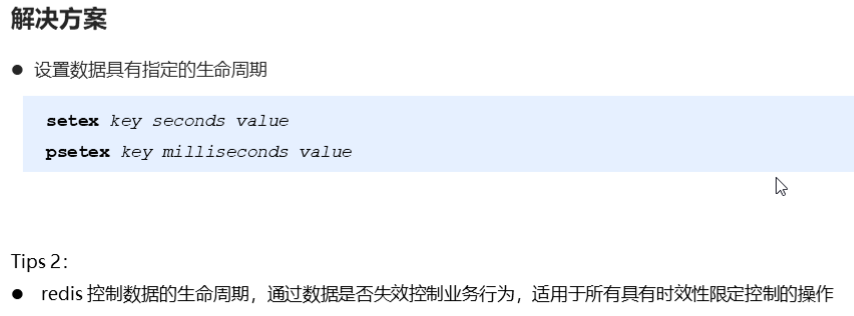 解决方案
● 设置数据具有指定的生命周期
setex key seconds value
psetex key milliseconds value
Tips 2：
● redis 控制数据的生命周期，通过数据是否失效控制业务行为，适用于所有具有时效性限定控制的操作